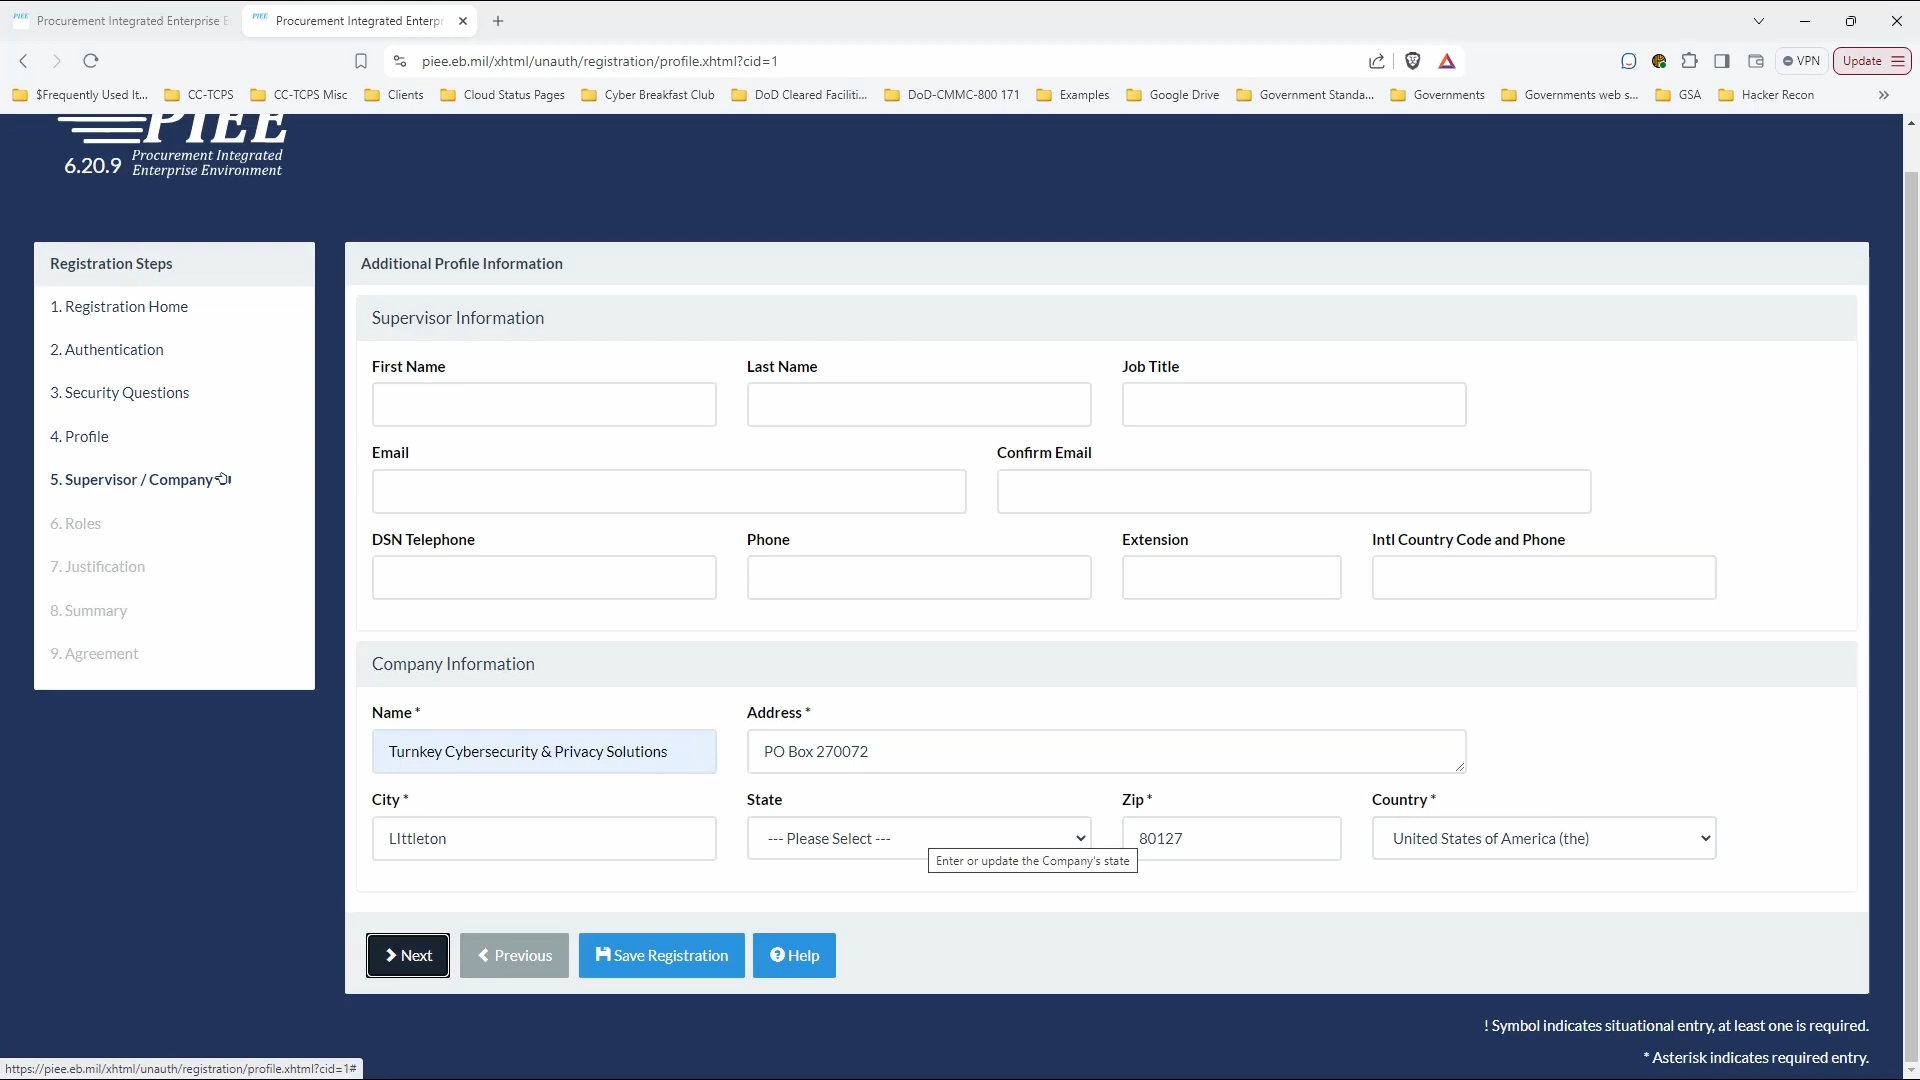 PIEE Procurement Integrated Enterprise E
PIEE Procurement Integrated Enterpr
piee.eb.mil/xhtml/unauth/registration/profile.xhtml?cid=1
VPN
Update
$Frequently Used It... CC-TCPS CC-TCPS Misc Clients Cloud Status Pages Cyber Breakfast Club DoD Cleared Faciliti... DoD-CMMC-800 171 Examples Google Drive Government Standa... Governments Governments web s... GSA Hacker Recon »
PIEE
6.20.9 Procurement Integrated
Enterprise Environment
Registration Steps
1. Registration Home
2. Authentication
3. Security Questions
4. Profile
5. Supervisor / Company
6. Roles
7. Justification
8. Summary
9. Agreement
Additional Profile Information
Supervisor Information
First Name Last Name Job Title
Email Confirm Email
DSN Telephone Phone Extension Intl Country Code and Phone
Company Information
Name * Address *
Turnkey Cybersecurity & Privacy Solutions PO Box 270072
City * State Zip * Country *
LIttleton --- Please Select --- 80127 United States of America (the)
Enter or update the Company's state
Next Previous Save Registration Help
! Symbol indicates situational entry, at least one is required.
* Asterisk indicates required entry.
https://piee.eb.mil/xhtml/unauth/registration/profile.xhtml?cid=1#